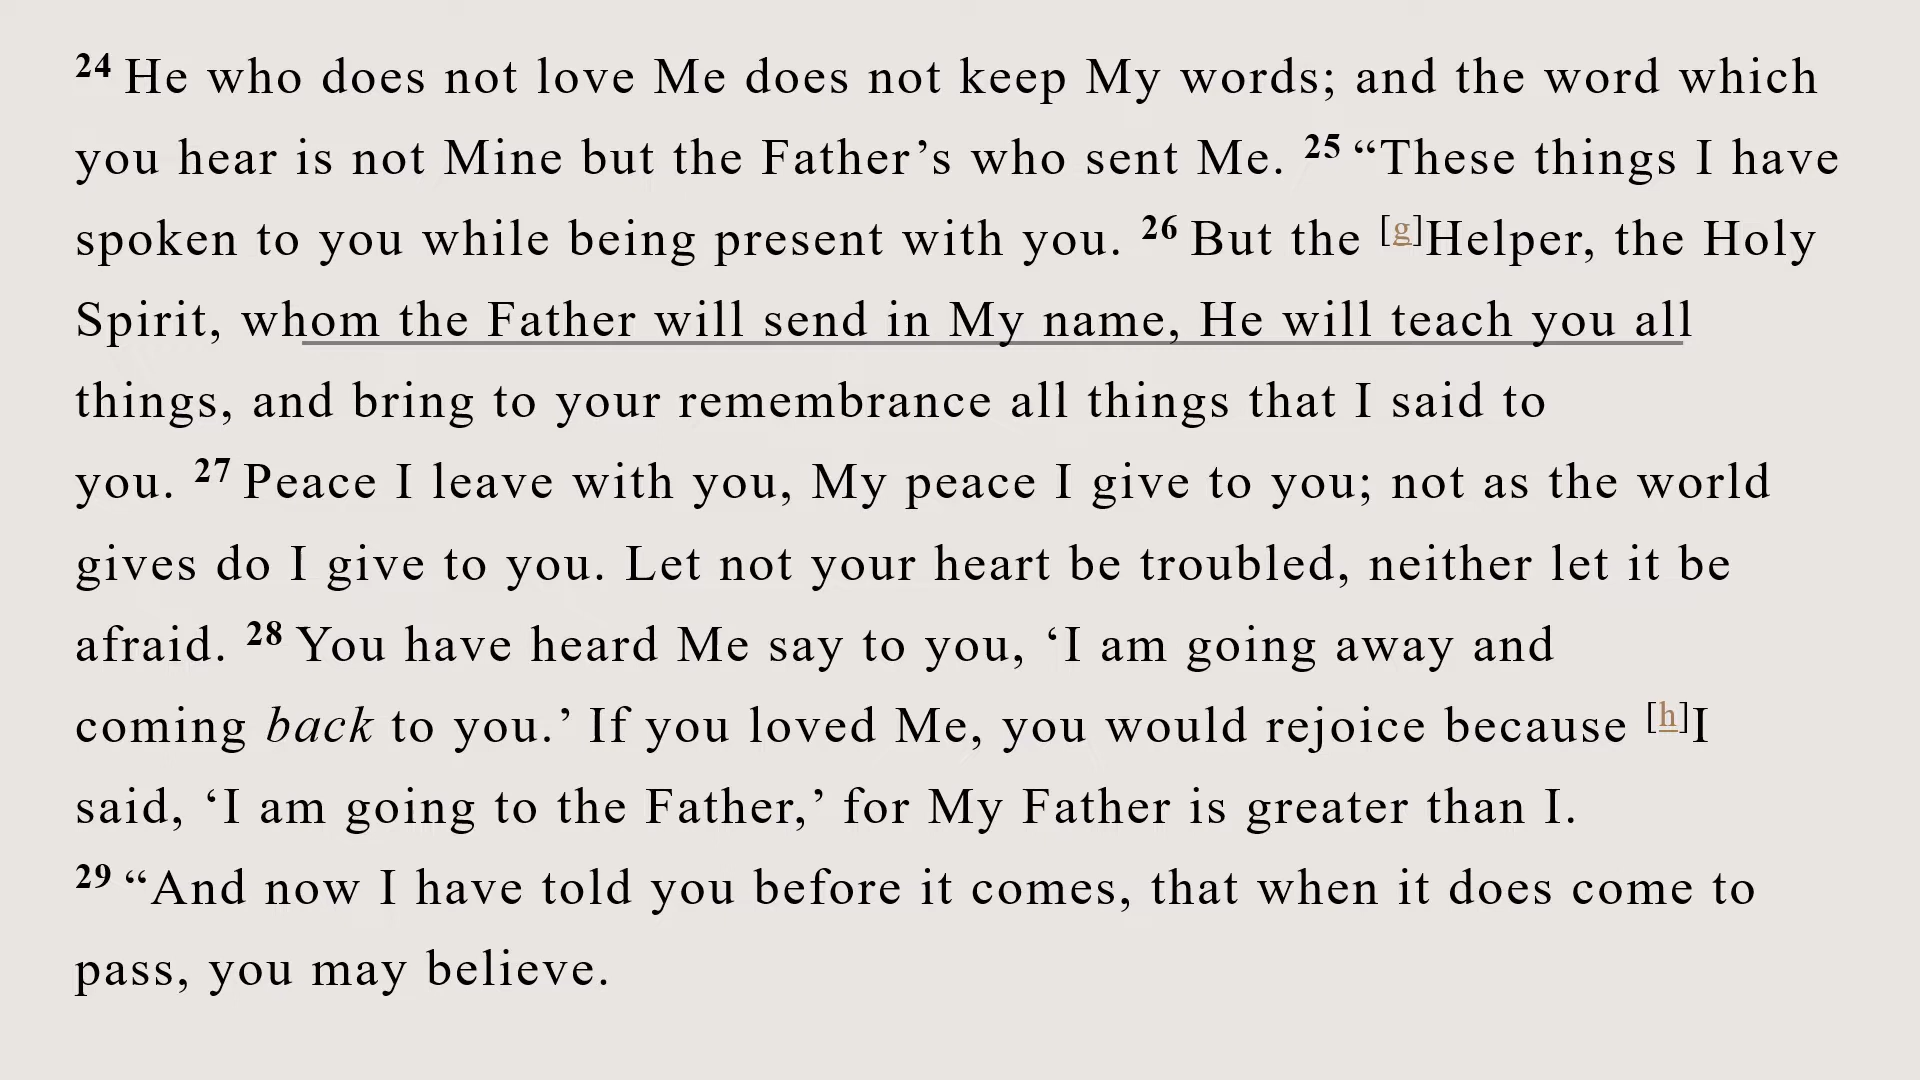 24 He who does not love Me does not keep My words; and the word which
you hear is not Mine but the Father’s who sent Me. 25 “These things I have
spoken to you while being present with you. 26 But the [g]Helper, the Holy
Spirit, whom the Father will send in My name, He will teach you all
things, and bring to your remembrance all things that I said to
you. 27 Peace I leave with you, My peace I give to you; not as the world
gives do I give to you. Let not your heart be troubled, neither let it be
afraid. 28 You have heard Me say to you, ‘I am going away and
coming back to you.’ If you loved Me, you would rejoice because [h]I
said, ‘I am going to the Father,’ for My Father is greater than I.
29 “And now I have told you before it comes, that when it does come to
pass, you may believe.